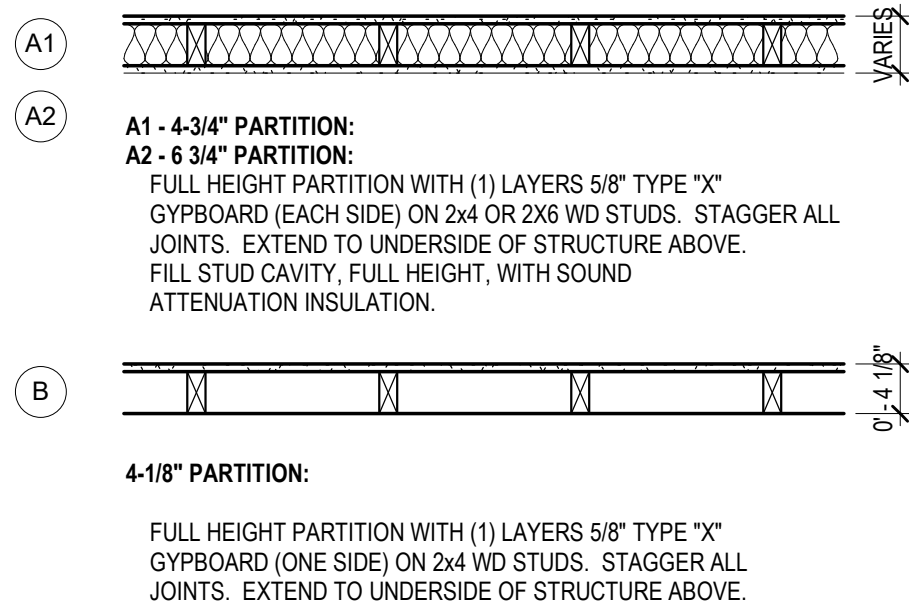 A1
VARIES
A2
A1 - 4-3/4" PARTITION:
A2 - 6 3/4" PARTITION:
FULL HEIGHT PARTITION WITH (1) LAYERS 5/8" TYPE "X"
GYPBOARD (EACH SIDE) ON 2x4 OR 2X6 WD STUDS. STAGGER ALL
JOINTS. EXTEND TO UNDERSIDE OF STRUCTURE ABOVE.
FILL STUD CAVITY, FULL HEIGHT, WITH SOUND
ATTENUATION INSULATION.
B
0' - 4 1/8"
4-1/8" PARTITION:
FULL HEIGHT PARTITION WITH (1) LAYERS 5/8" TYPE "X"
GYPBOARD (ONE SIDE) ON 2x4 WD STUDS. STAGGER ALL
JOINTS. EXTEND TO UNDERSIDE OF STRUCTURE ABOVE.